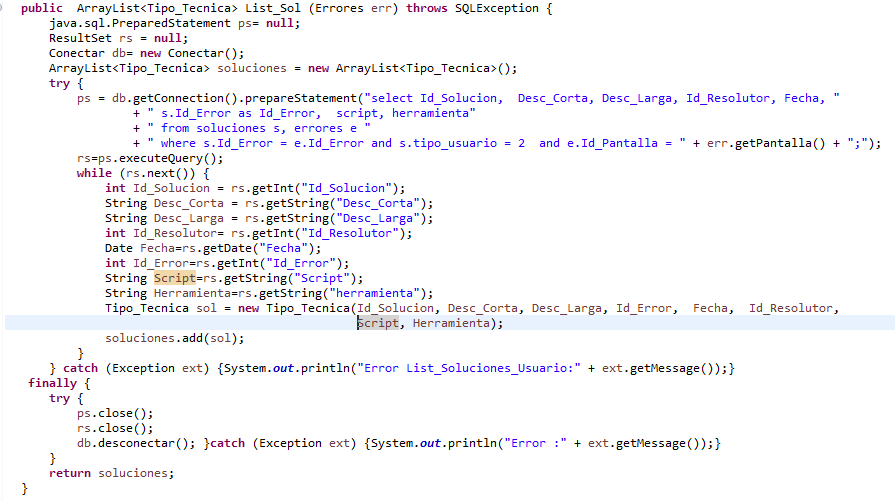 public  ArrayList<Tipo_Tecnica> List_Sol (Errores err) throws SQLException {
java.sql.PreparedStatement ps= null;
ResultSet rs = null;
Conectar db= new Conectar();
ArrayList<Tipo_Tecnica> soluciones = new ArrayList<Tipo_Tecnica>();
try {
ps = db.getConnection().prepareStatement("select Id_Solucion,  Desc_Corta, Desc_Larga, Id_Resolutor, Fecha, "
+ " s.Id_Error as Id_Error,  script, herramienta"
+ " from soluciones s, errores e "
+ " where s.Id_Error = e.Id_Error and s.tipo_usuario = 2  and e.Id_Pantalla = " + err.getPantalla() + ";");
rs=ps.executeQuery();
while (rs.next()) {
int Id_Solucion = rs.getInt("Id_Solucion");
String Desc_Corta = rs.getString("Desc_Corta");
String Desc_Larga = rs.getString("Desc_Larga");
int Id_Resolutor= rs.getInt("Id_Resolutor");
Date Fecha=rs.getDate("Fecha");
int Id_Error=rs.getInt("Id_Error");
String Script=rs.getString("Script");
String Herramienta=rs.getString("herramienta");
Tipo_Tecnica sol = new Tipo_Tecnica(Id_Solucion, Desc_Corta, Desc_Larga, Id_Error,  Fecha,  Id_Resolutor,
Script, Herramienta);
soluciones.add(sol);
}
} catch (Exception ext) {System.out.println("Error List_Soluciones_Usuario:" + ext.getMessage());}
finally {
try {
ps.close();
rs.close();
db.desconectar(); }catch (Exception ext) {System.out.println("Error :" + ext.getMessage());}
}
return soluciones;
}